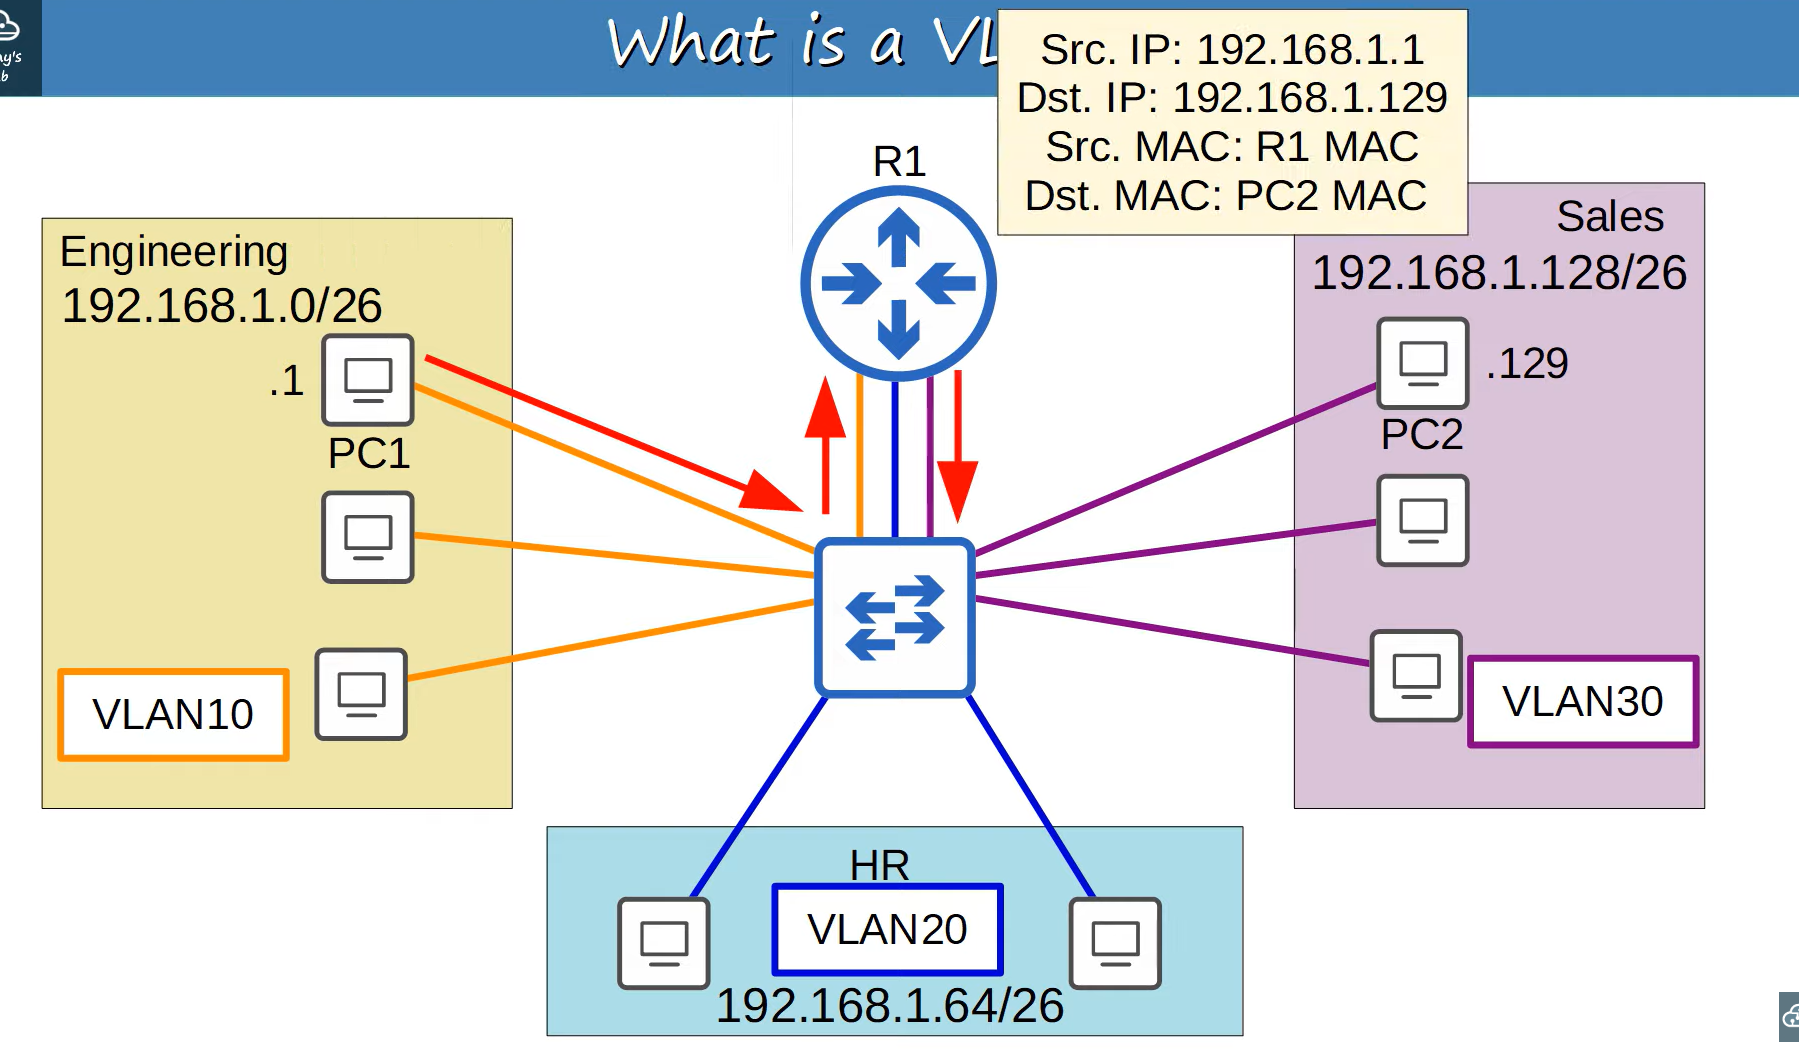 What is a VL
Src. IP: 192.168.1.1
Dst. IP: 192.168.1.129
Src. MAC: R1 MAC
Dst. MAC: PC2 MAC
R1
Engineering
192.168.1.0/26
.1
PC1
VLAN10
Sales
192.168.1.128/26
.129
PC2
VLAN30
HR
VLAN20
192.168.1.64/26